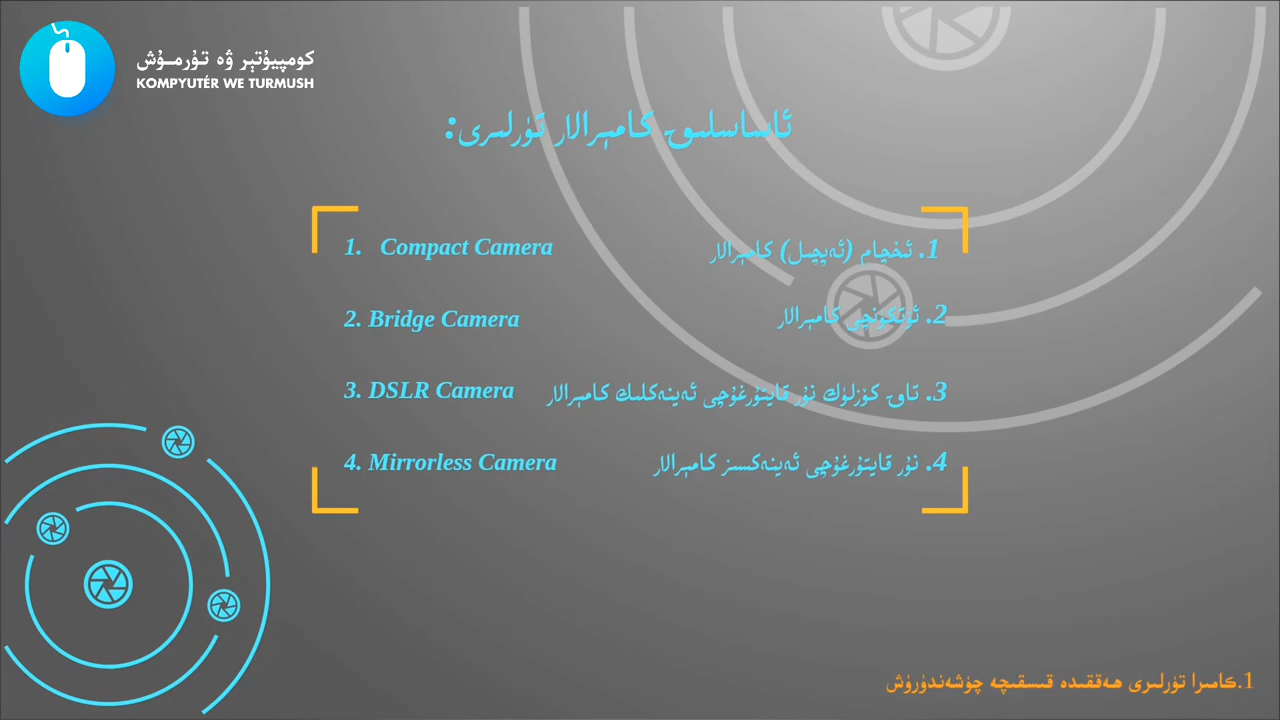 كومپيۇتېر ۋە تۇرمۇش
KOMPYUTÉR WE TURMUSH
ئاساسلىق كامېرالار تۈرلىرى:
1. Compact Camera
1. ئىخچام (ئەپچىل) كامېرالار
2. Bridge Camera
2. ئۆتكۈنچى كامېرالار
3. DSLR Camera
3. تاق كۆزلۈك نۇر قايتۇرغۇچى ئەينەكلىك كامېرالار
4. Mirrorless Camera
4. نۇر قايتۇرغۇچى ئەينەكسىز كامېرالار
1.كامىرا تۈرلىرى ھەققىدە قىسقىچە چۈشەندۈرۈش